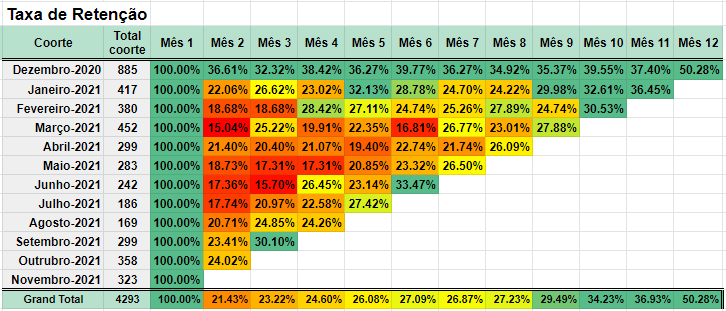 Taxa de Retenção
Coorte Total coorte Mês 1 Mês 2 Mês 3 Mês 4 Mês 5 Mês 6 Mês 7 Mês 8 Mês 9 Mês 10 Mês 11 Mês 12
Dezembro-2020 885 100.00% 36.61% 32.32% 38.42% 36.27% 39.77% 36.27% 34.92% 35.37% 39.55% 37.40% 50.28%
Janeiro-2021 417 100.00% 22.06% 26.62% 23.02% 32.13% 28.78% 24.70% 24.22% 29.98% 32.61% 36.45%
Fevereiro-2021 380 100.00% 18.68% 18.68% 28.42% 27.11% 24.74% 25.26% 27.89% 24.74% 30.53%
Março-2021 452 100.00% 15.04% 25.22% 19.91% 22.35% 16.81% 26.77% 23.01% 27.88%
Abril-2021 299 100.00% 21.40% 20.40% 21.07% 19.40% 22.74% 21.74% 26.09%
Maio-2021 283 100.00% 18.73% 17.31% 17.31% 20.85% 23.32% 26.50%
Junho-2021 242 100.00% 17.36% 15.70% 26.45% 23.14% 33.47%
Julho-2021 186 100.00% 17.74% 20.97% 22.58% 27.42%
Agosto-2021 169 100.00% 20.71% 24.85% 24.26%
Setembro-2021 299 100.00% 23.41% 30.10%
Outrubro-2021 358 100.00% 24.02%
Novembro-2021 323 100.00%
Grand Total 4293 100.00% 21.43% 23.22% 24.60% 26.08% 27.09% 26.87% 27.23% 29.49% 34.23% 36.93% 50.28%